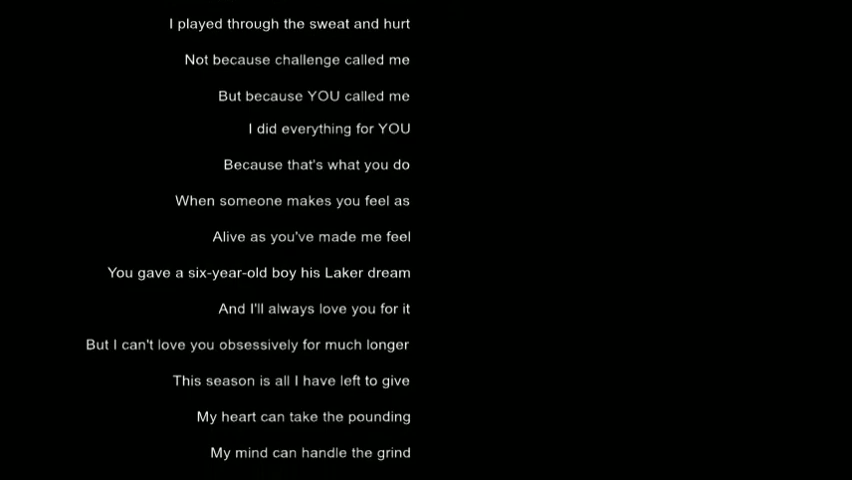 I played through the sweat and hurt
Not because challenge called me
But because YOU called me
I did everything for YOU
Because that's what you do
When someone makes you feel as
Alive as you've made me feel
You gave a six-year-old boy his Laker dream
And I'll always love you for it
But I can't love you obsessively for much longer
This season is all I have left to give
My heart can take the pounding
My mind can handle the grind